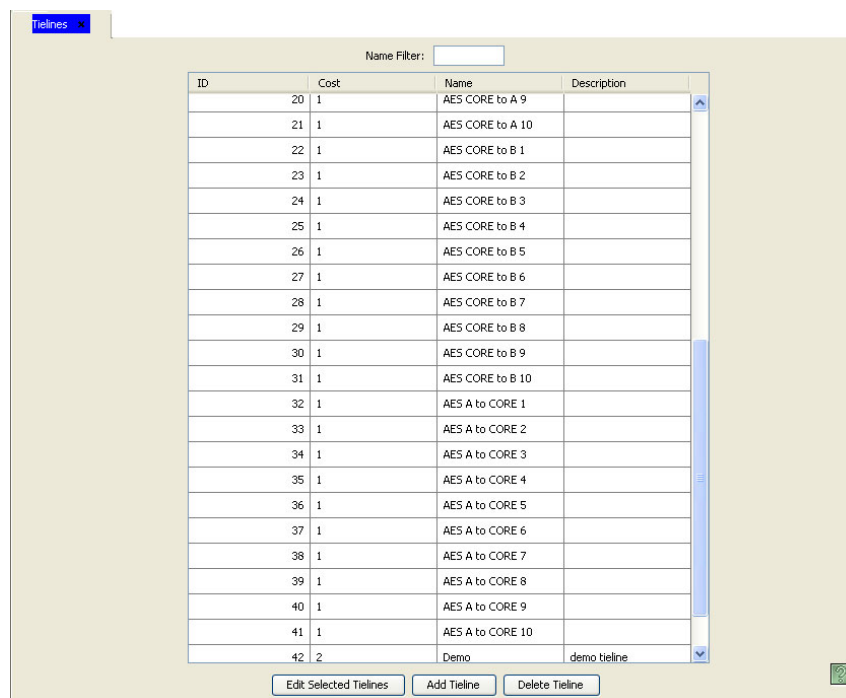 Tielines x
Name Filter:
ID Cost Name Description
20 1 AES CORE to A 9
21 1 AES CORE to A 10
22 1 AES CORE to B 1
23 1 AES CORE to B 2
24 1 AES CORE to B 3
25 1 AES CORE to B 4
26 1 AES CORE to B 5
27 1 AES CORE to B 6
28 1 AES CORE to B 7
29 1 AES CORE to B 8
30 1 AES CORE to B 9
31 1 AES CORE to B 10
32 1 AES A to CORE 1
33 1 AES A to CORE 2
34 1 AES A to CORE 3
35 1 AES A to CORE 4
36 1 AES A to CORE 5
37 1 AES A to CORE 6
38 1 AES A to CORE 7
39 1 AES A to CORE 8
40 1 AES A to CORE 9
41 1 AES A to CORE 10
42 2 Demo demo tieline
Edit Selected Tielines Add Tieline Delete Tieline
?